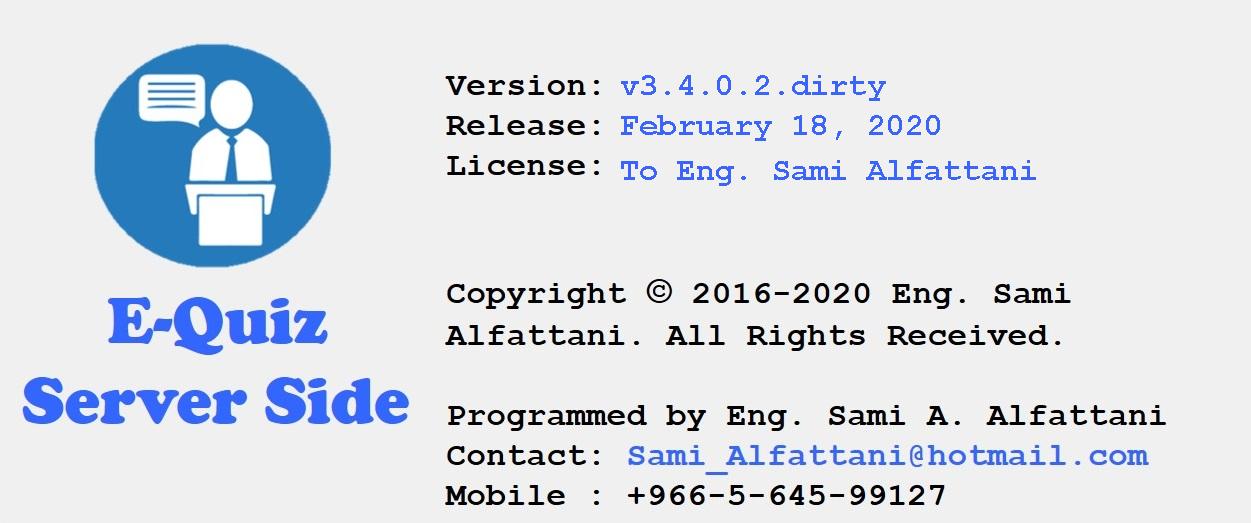 Version: v3.4.0.2.dirty
Release: February 18, 2020
License: To Eng. Sami Alfattani
E-Quiz
Server Side
Copyright © 2016-2020 Eng. Sami
Alfattani. All Rights Received.
Programmed by Eng. Sami A. Alfattani
Contact: Sami_Alfattani@hotmail.com
Mobile : +966-5-645-99127